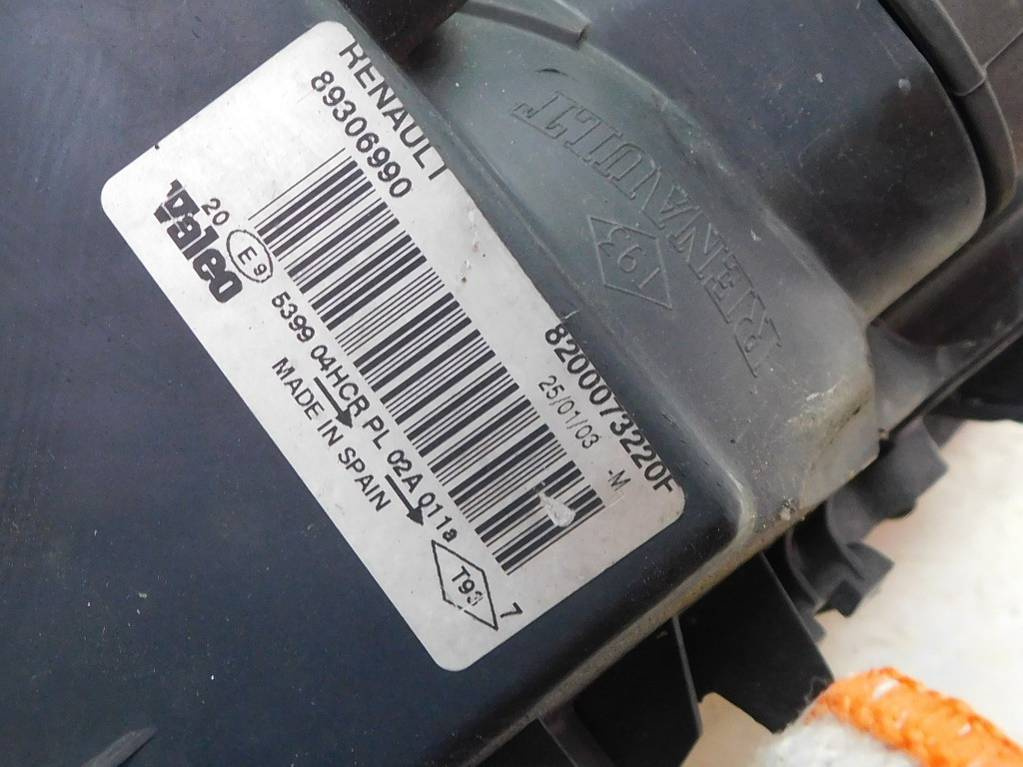 RENAULT
89306990
8200073220F
25/01/03 -M
Valeo
20
E9
5399 04HCR PL 02A 011a
MADE IN SPAIN
T93
7
RENAULT
193